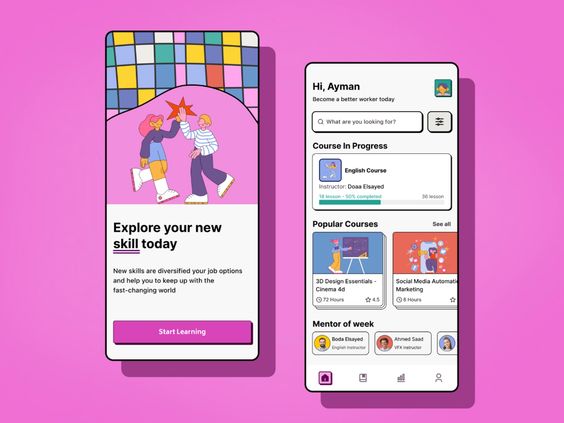 Explore your new
skill today
New skills are diversified your job options
and help you to keep up with the
fast-changing world
Start Learning
Hi, Ayman
Become a better worker today
What are you looking for?
Course In Progress
English Course
Instructor: Doaa Elsayed
18 lesson - 50% completed
36 lesson
Popular Courses
See all
3D Design Essentials -
Cinema 4d
72 Hours
4.5
Social Media Automatic
Marketing
8 Hours
Mentor of week
Boda Elsayed
English instructor
Ahmed Saad
VFX instructor